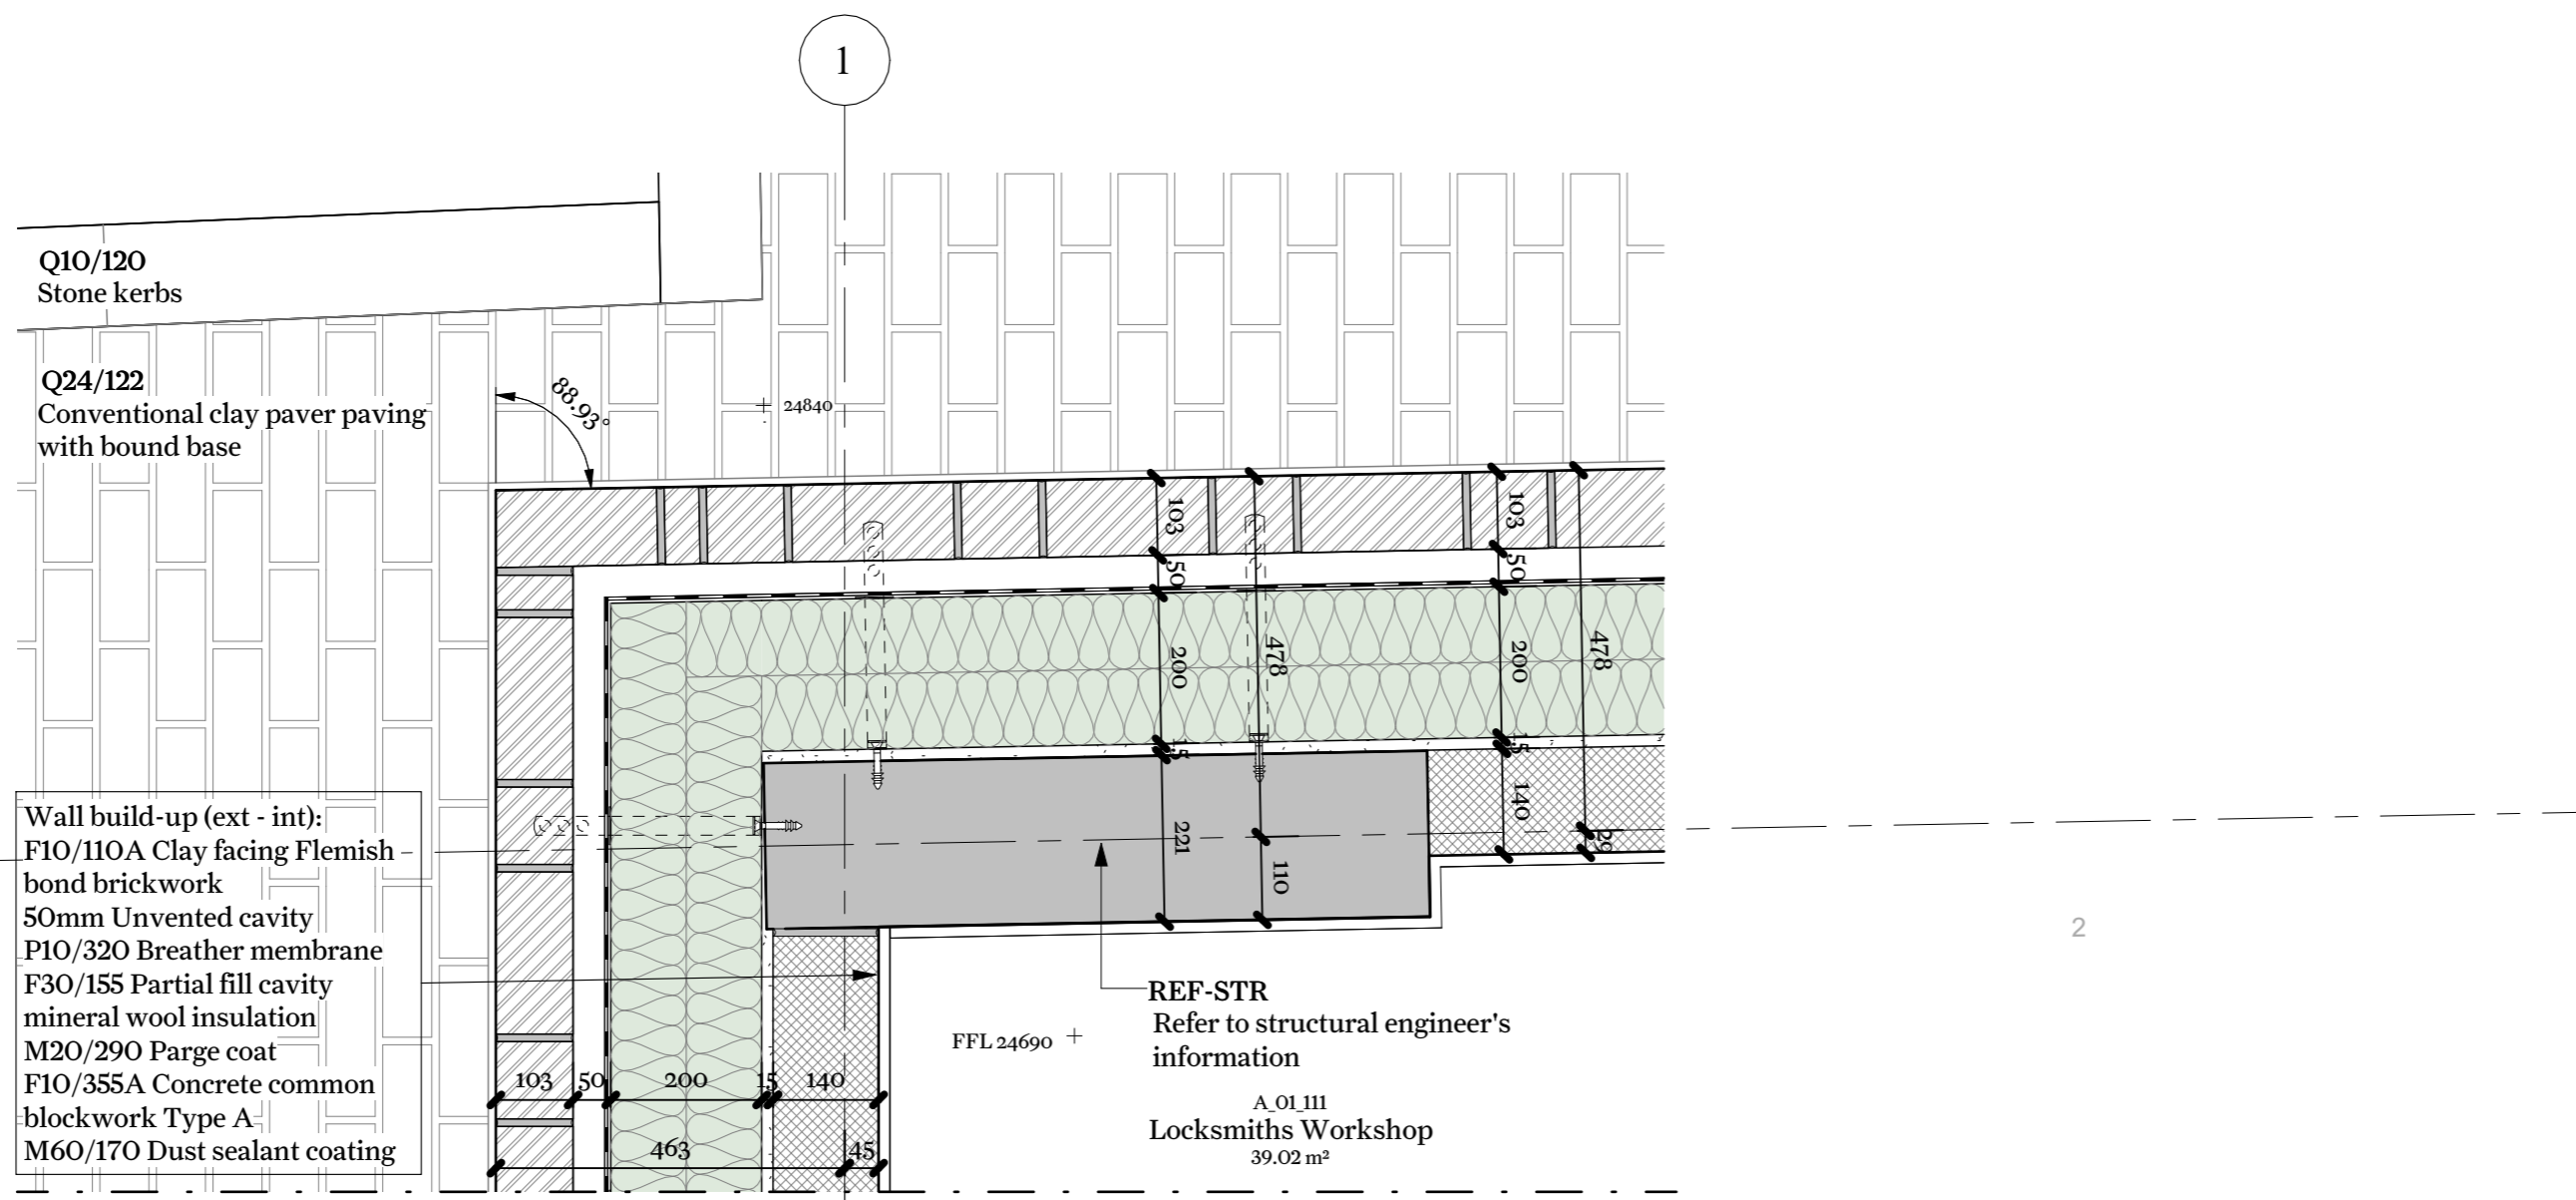 1
Q10/120
Stone kerbs
Q24/122
Conventional clay paver paving
with bound base
88.93°
24840
103
50
200
15
221
478
110
103
50
200
15
140
478
29
Wall build-up (ext - int):
F10/110A Clay facing Flemish
bond brickwork
50mm Unvented cavity
P10/320 Breather membrane
F30/155 Partial fill cavity
mineral wool insulation
M20/290 Parge coat
F10/355A Concrete common
blockwork Type A
M60/170 Dust sealant coating
103 50 200 15 140
463 45
REF-STR
Refer to structural engineer's
information
FFL 24690
A_01_111
Locksmiths Workshop
39.02 m²
2